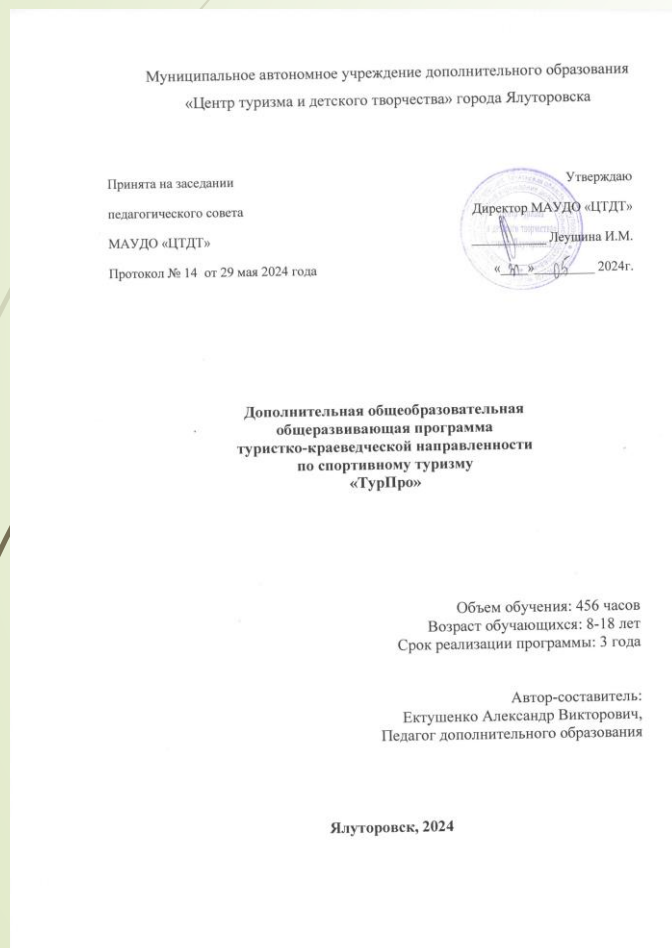 Муниципальное автономное учреждение дополнительного образования
«Центр туризма и детского творчества» города Ялуторовска
Принята на заседании
педагогического совета
МАУДО «ЦТДТ»
Протокол № 14 от 29 мая 2024 года
Утверждаю
Директор МАУДО «ЦТДТ»
Леушина И.М.
« » 05 2024г.
Дополнительная общеобразовательная
общеразвивающая программа
туристко-краеведческой направленности
по спортивному туризму
«ТурПро»
Объем обучения: 456 часов
Возраст обучающихся: 8-18 лет
Срок реализации программы: 3 года
Автор-составитель:
Ектушенко Александр Викторович,
Педагог дополнительного образования
Ялуторовск, 2024